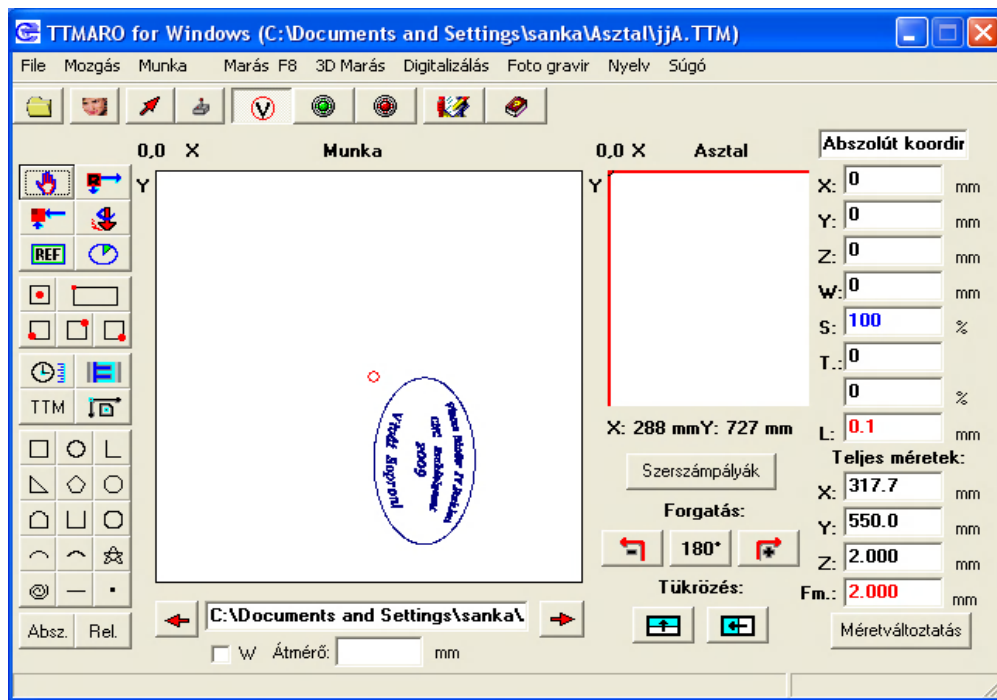 TTMARO for Windows (C:\Documents and Settings\sanka\Asztal\jjA.TTM)
File Mozgás Munka Marás F8 3D Marás Digitalizálás Foto gravir Nyelv Súgó
V
0,0 X Munka 0,0 X Asztal Abszolút koordir
Y Y
X: 0 mm
Y: 0 mm
REF
Z: 0 mm
W: 0 mm
S: 100 %
T.: 0
TTM
0 %
X: 288 mmY: 727 mm
L: 0.1 mm
Teljes méretek:
Szerszámpályák
X: 317.7 mm
Forgatás:
Y: 550.0 mm
180°
Z: 2.000 mm
Tükrözés:
Fm.: 2.000 mm
2009
Vitéz Soproni
C:\Documents and Settings\sanka\.
Absz. Rel.
Méretváltoztatás
W Átmérő: mm